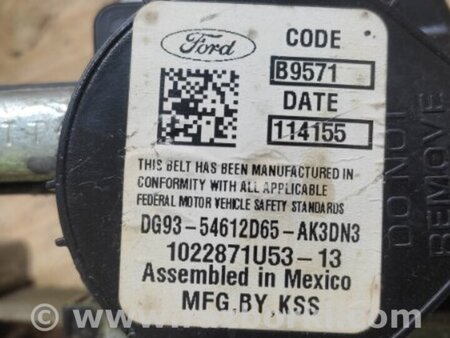 Ford
CODE
B9571
DATE
114155
THIS BELT HAS BEEN MANUFACTURED IN
CONFORMITY WITH ALL APPLICABLE
FEDERAL MOTOR VEHICLE SAFETY STANDARDS
DG93-54612D65-AK3DN3
1022871U53-13
Assembled in Mexico
MFG.BY,KSS
DO NOT
REMOVE